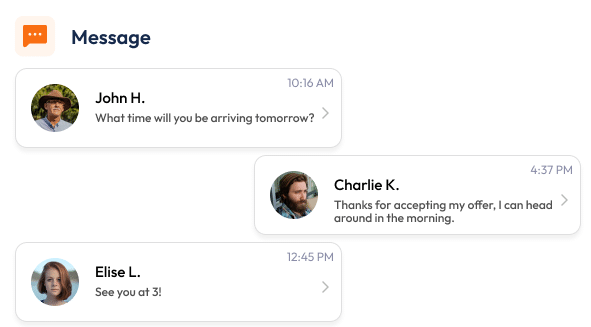 Message
10:16 AM
John H.
What time will you be arriving tomorrow?
4:37 PM
Charlie K.
Thanks for accepting my offer, I can head
around in the morning.
12:45 PM
Elise L.
See you at 3!